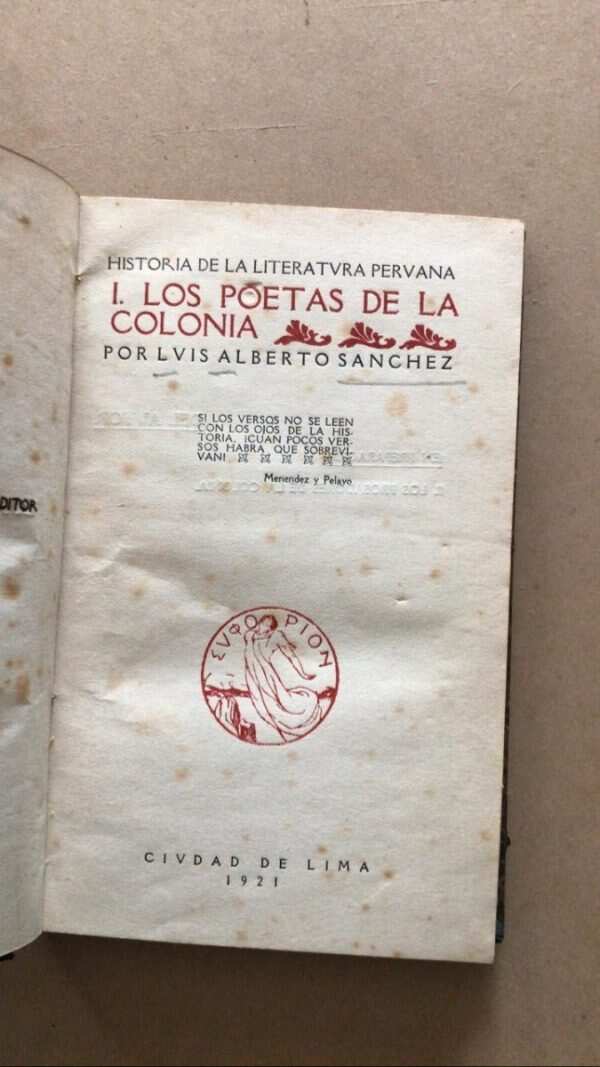 HISTORIA DE LA LITERATVRA PERVANA
I. LOS POETAS DE LA
COLONIA
POR LVIS ALBERTO SANCHEZ
SI LOS VERSOS NO SE LEEN
CON LOS OJOS DE LA HIS-
TORIA, ¡CUAN POCOS VER-
SOS HABRA QUE SOBREVI-
VAN!
Menendez y Pelayo
DITOR
ΕΥΦΟΡΙΟΝ
CIVDAD DE LIMA
1921